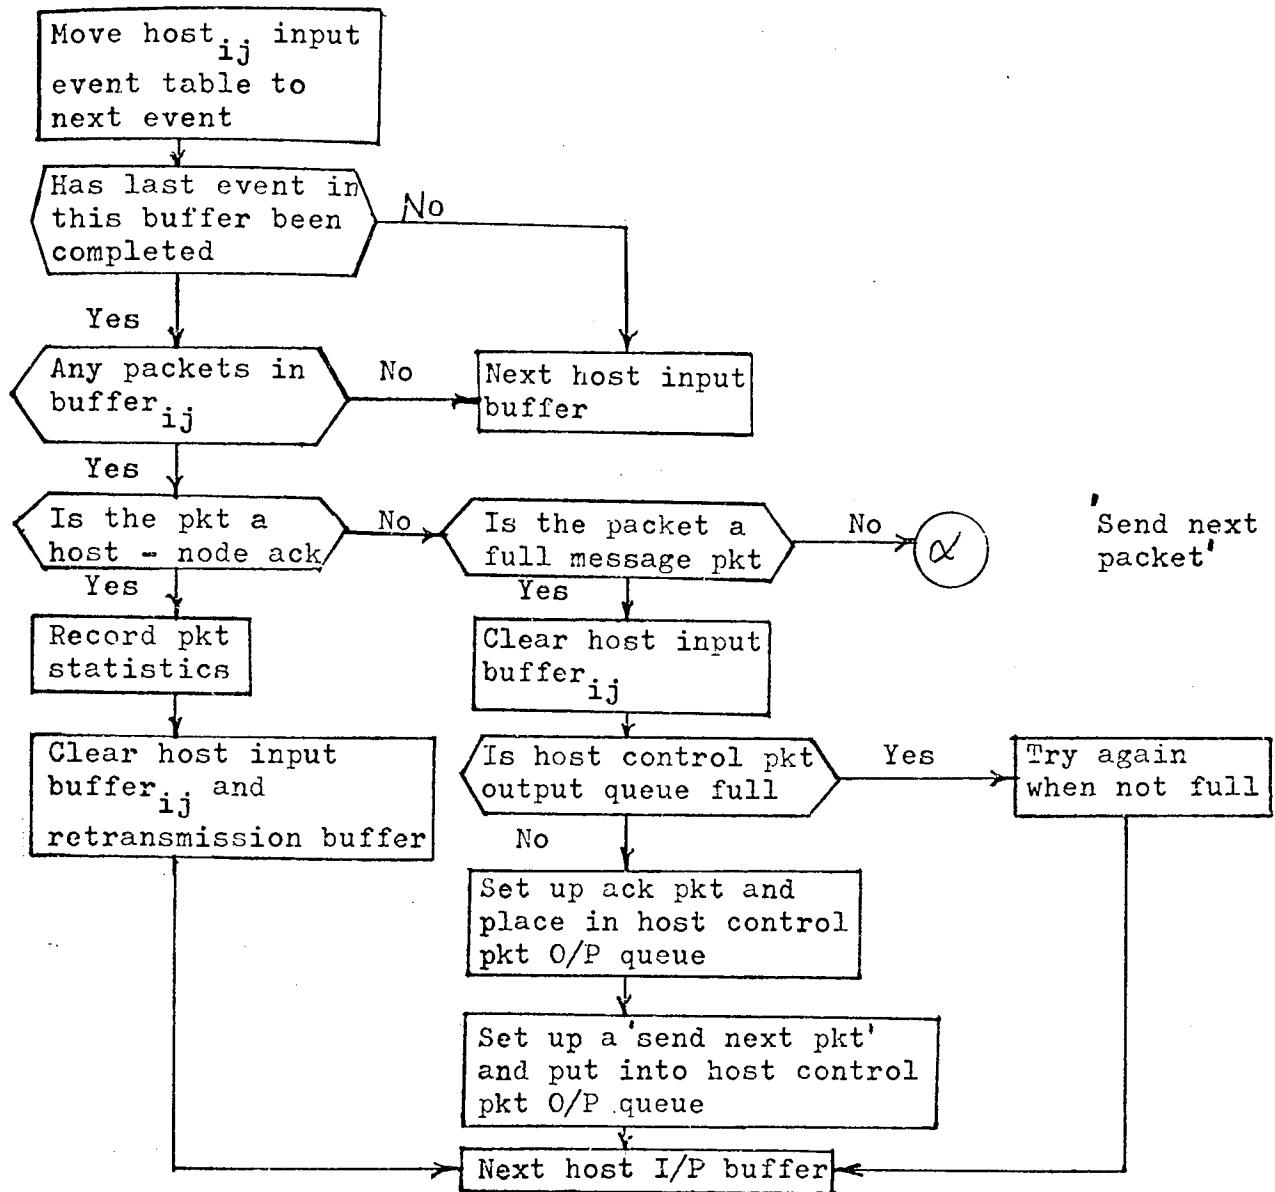 Move host ij input
event table to
next event
Has last event in
this buffer been
completed
No
Yes
Any packets in
buffer ij
No
Next host input
buffer
Yes
Is the pkt a
host - node ack
No
Is the packet a
full message pkt
No
α
'Send next
packet'
Yes
Yes
Record pkt
statistics
Clear host input
buffer ij
Clear host input
buffer ij and
retransmission buffer
Is host control pkt
output queue full
Yes
Try again
when not full
No
Set up ack pkt and
place in host control
pkt O/P queue
Set up a 'send next pkt'
and put into host control
pkt O/P queue
Next host I/P buffer